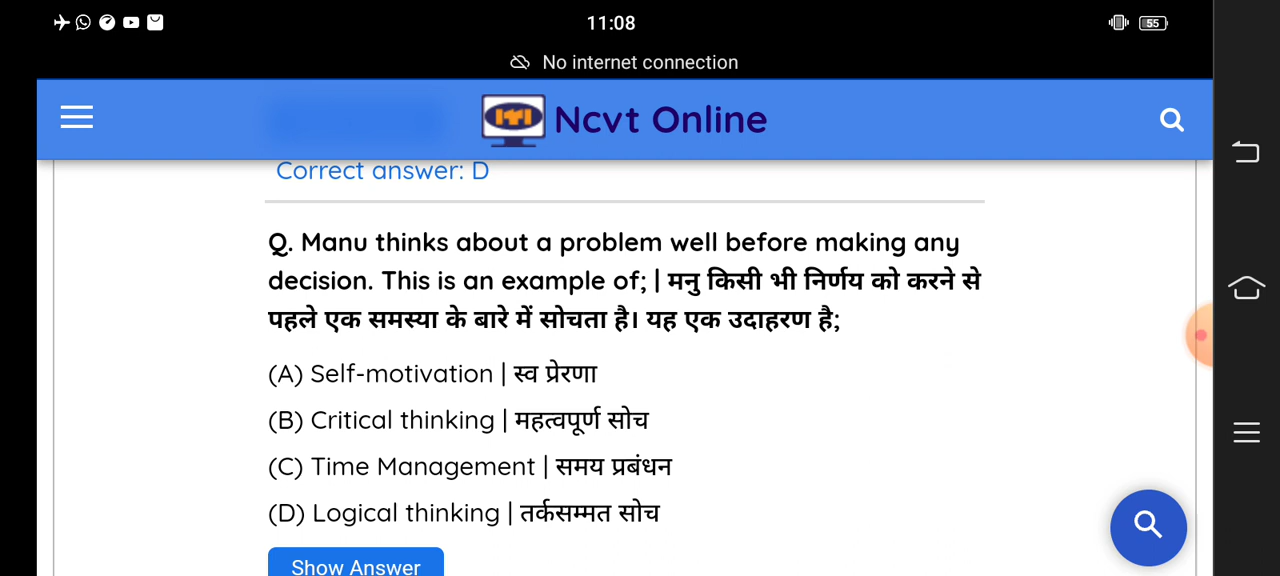 11:08
55
No internet connection
ITI Ncvt Online
Correct answer: D
Q. Manu thinks about a problem well before making any
decision. This is an example of; | मनु किसी भी निर्णय को करने से
पहले एक समस्या के बारे में सोचता है। यह एक उदाहरण है;
(A) Self-motivation | स्व प्रेरणा
(B) Critical thinking | महत्वपूर्ण सोच
(C) Time Management | समय प्रबंधन
(D) Logical thinking | तर्कसम्मत सोच
Show Answer